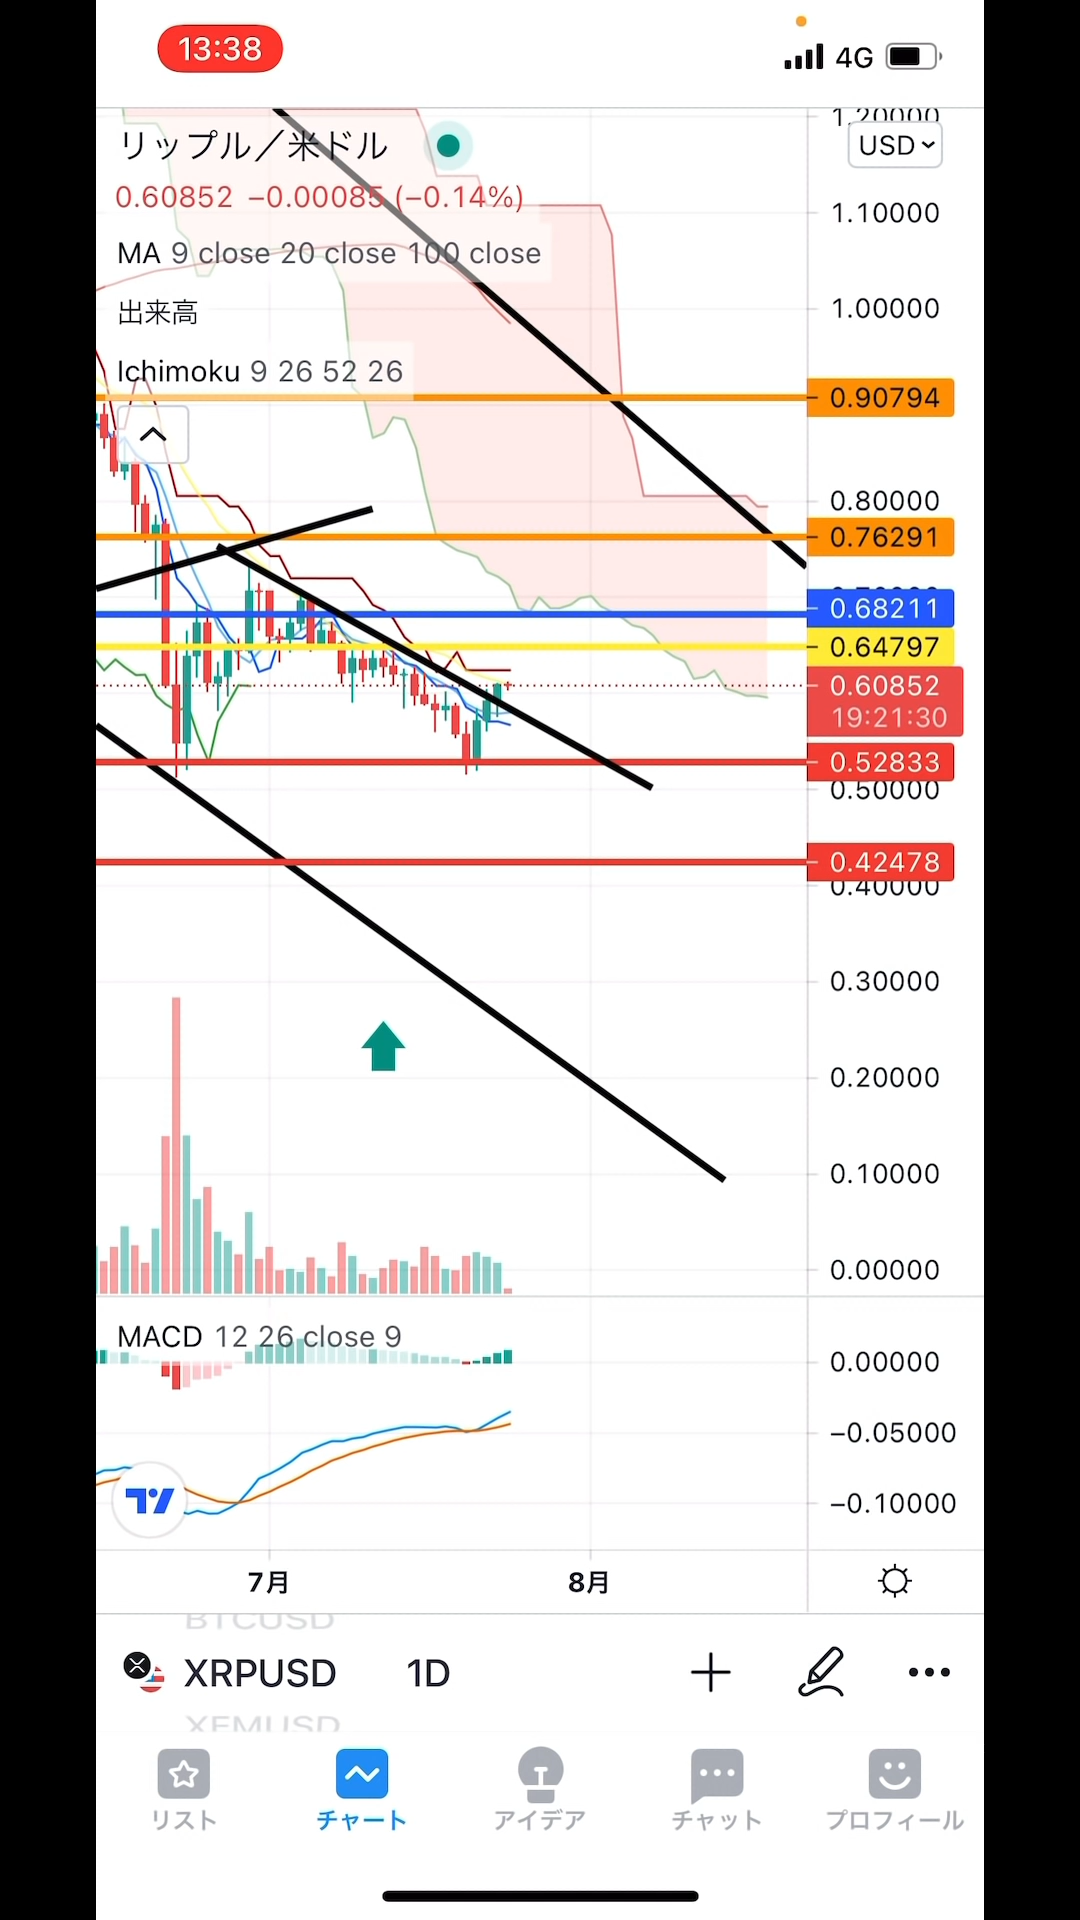 13:38
4G
1.20000
リップル／米ドル
USD
0.60852 −0.00085 (−0.14%)
1.10000
MA 9 close 20 close 100 close
出来高
1.00000
Ichimoku 9 26 52 26
0.90794
0.80000
0.76291
0.68211
0.64797
0.60852
19:21:30
0.52833
0.50000
0.42478
0.40000
0.30000
0.20000
0.10000
0.00000
MACD 12 26 close 9
0.00000
−0.05000
−0.10000
7月
8月
BTCUSD
XRPUSD 1D
XEMUSD
リスト
チャート
アイデア
チャット
プロフィール